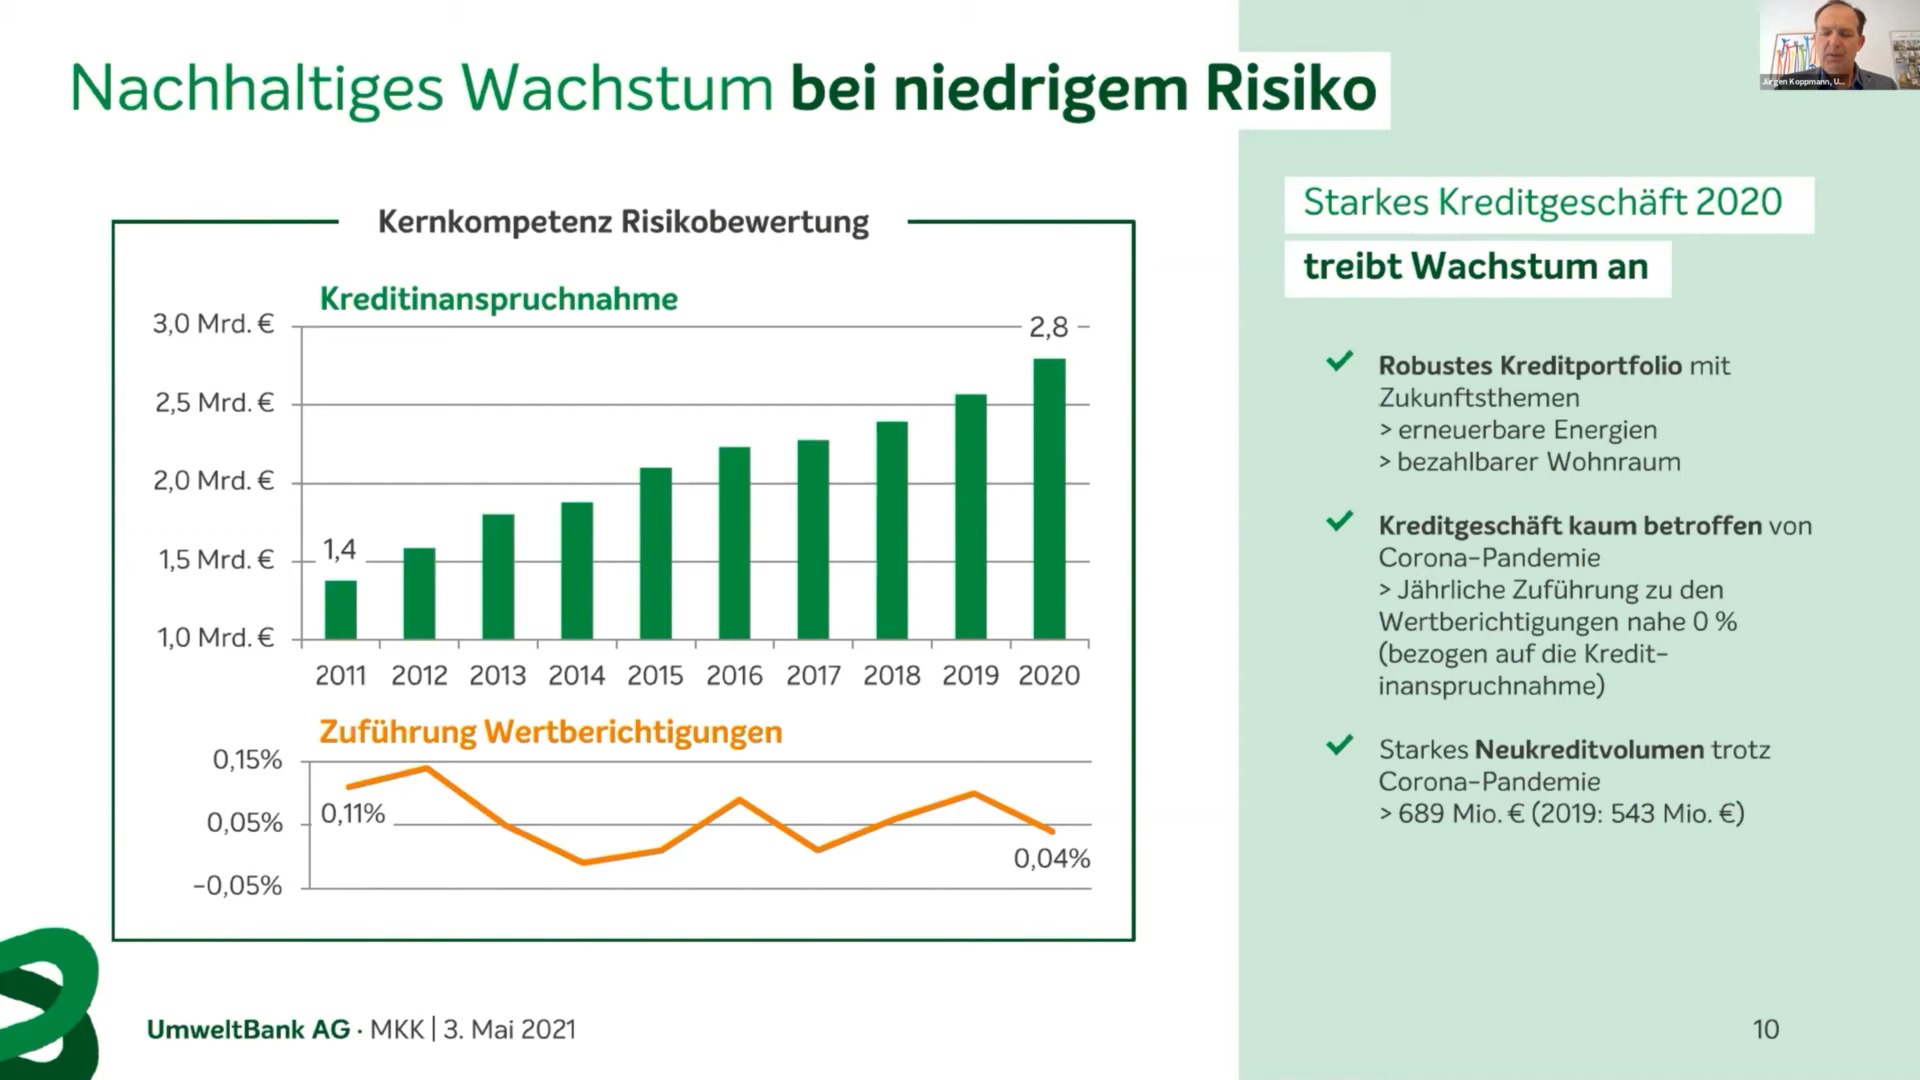 Nachhaltiges Wachstum bei niedrigem Risiko
Jürgen Koppmann, U...
Kernkompetenz Risikobewertung
Kreditinanspruchnahme
3,0 Mrd. €
2,8
2,5 Mrd. €
2,0 Mrd. €
1,4
1,5 Mrd. €
1,0 Mrd. €
2011 2012 2013 2014 2015 2016 2017 2018 2019 2020
Zuführung Wertberichtigungen
0,15%
0,11%
0,05%
0,04%
-0,05%
Starkes Kreditgeschäft 2020
treibt Wachstum an
Robustes Kreditportfolio mit
Zukunftsthemen
> erneuerbare Energien
> bezahlbarer Wohnraum
Kreditgeschäft kaum betroffen von
Corona-Pandemie
> Jährliche Zuführung zu den
Wertberichtigungen nahe 0 %
(bezogen auf die Kredit-
inanspruchnahme)
Starkes Neukreditvolumen trotz
Corona-Pandemie
> 689 Mio. € (2019: 543 Mio. €)
UmweltBank AG · MKK | 3. Mai 2021
10